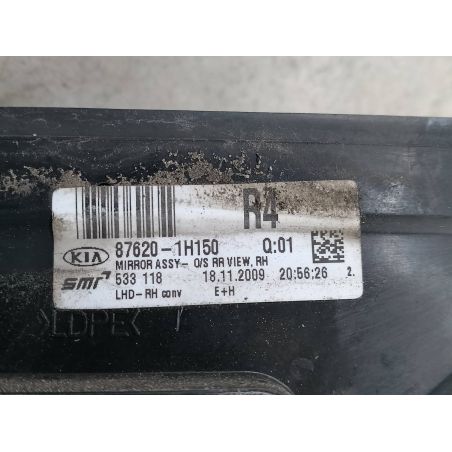 R4
KIA 87620-1H150 Q:01
MIRROR ASSY- O/S RR VIEW, RH
smr 533 118 18.11.2009 20:56:26 2.
LHD-RH conv E+H
>LDPE<